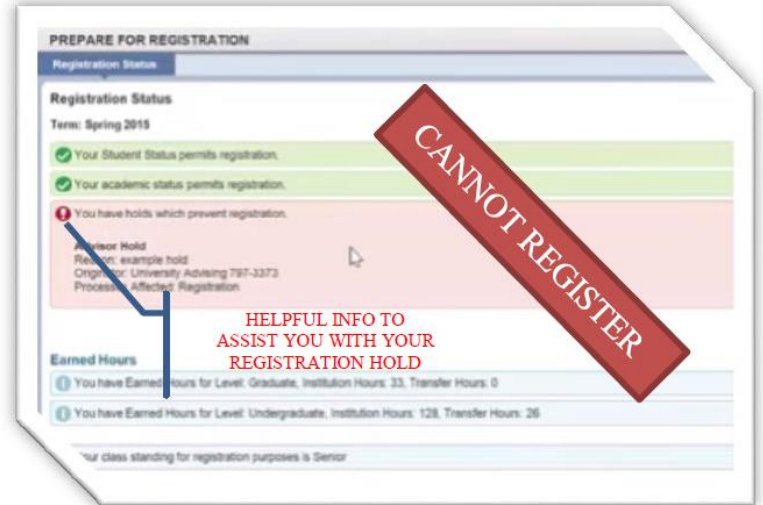 PREPARE FOR REGISTRATION
Registration Status
Registration Status
Term: Spring 2015
Your Student Status permits registration.
Your academic status permits registration.
You have holds which prevent registration.
Advisor Hold
Reason: example hold
Originator: University Advising 797-3373
Processes Affected: Registration
CANNOT REGISTER
HELPFUL INFO TO
ASSIST YOU WITH YOUR
REGISTRATION HOLD
Earned Hours
You have Earned Hours for Level: Graduate, Institution Hours: 33, Transfer Hours: 0
You have Earned Hours for Level: Undergraduate, Institution Hours: 128, Transfer Hours: 26
class standing for registration purposes is Senior